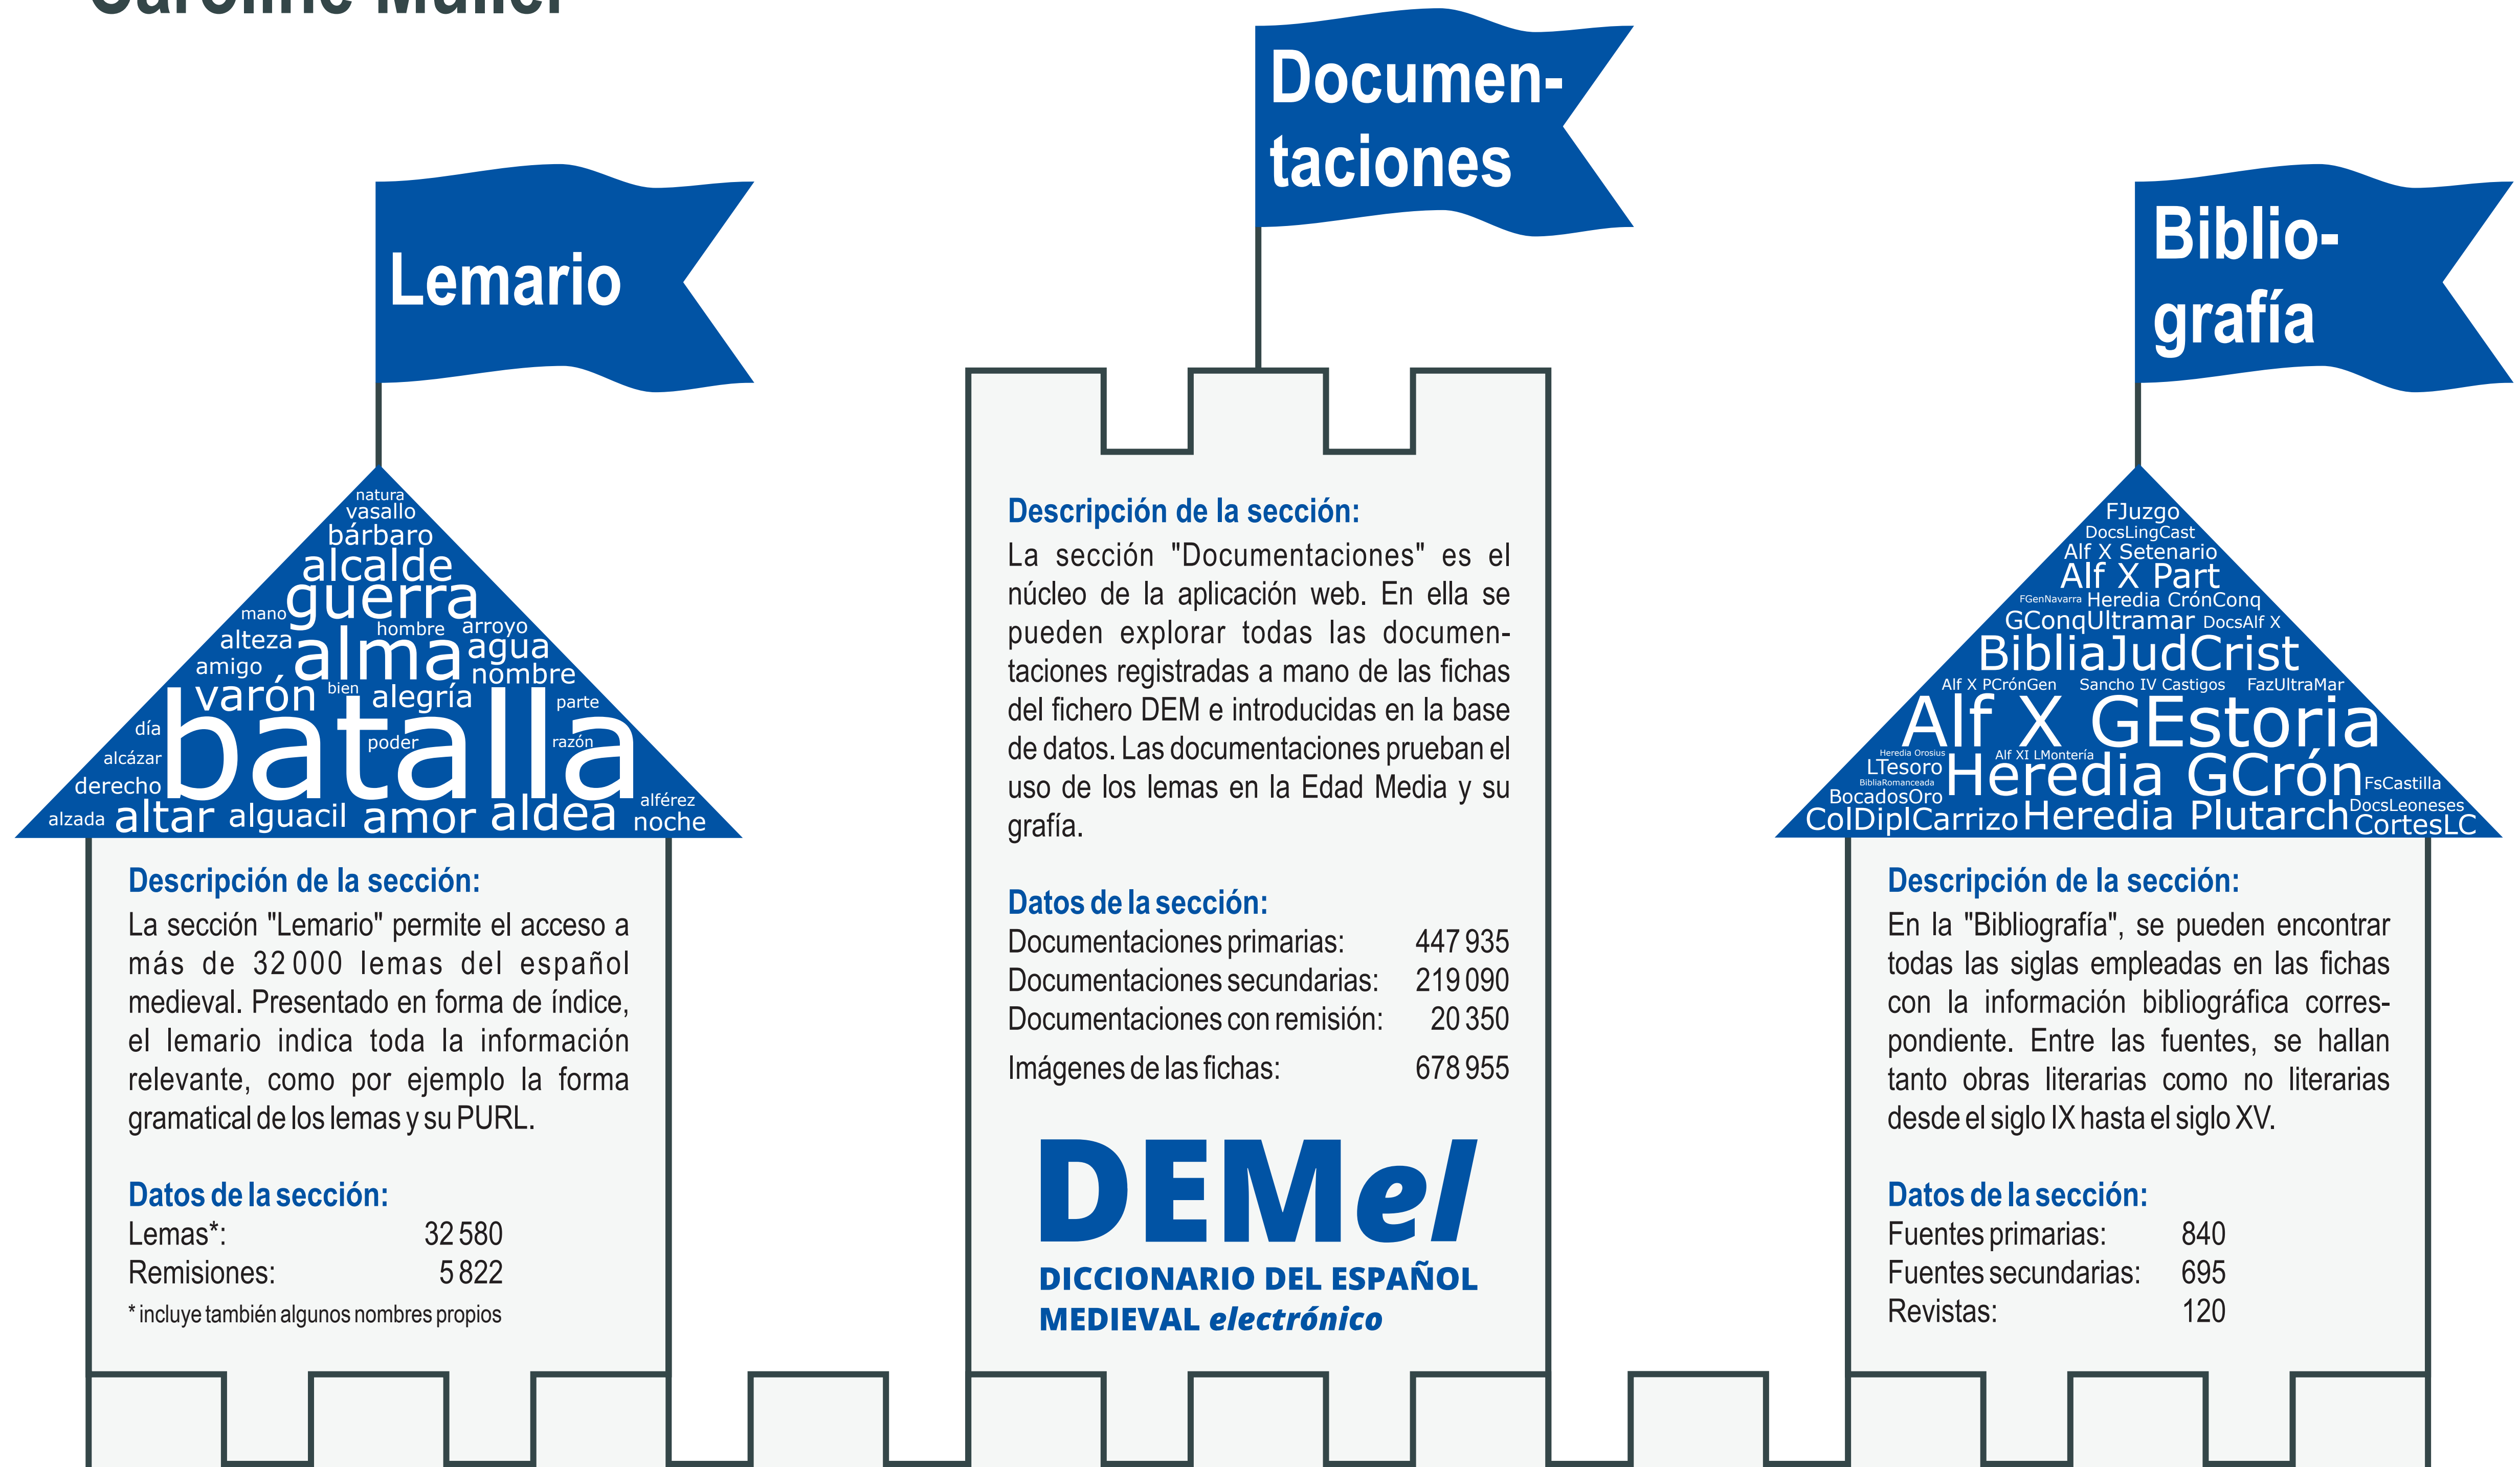 Caroline Müller
Lemario
natura
vasallo
bárbaro
alcalde
guerra
mano
hombre arroyo
alteza alma agua
amigo nombre
varón bien alegría parte
día batalla
poder razón
alcázar
derecho
alférez
alzada altar alguacil amor aldea noche
Descripción de la sección:
La sección "Lemario" permite el acceso a
más de 32 000 lemas del español
medieval. Presentado en forma de índice,
el lemario indica toda la información
relevante, como por ejemplo la forma
gramatical de los lemas y su PURL.
Datos de la sección:
Lemas*: 32 580
Remisiones: 5 822
* incluye también algunos nombres propios
Documen-
taciones
Descripción de la sección:
La sección "Documentaciones" es el
núcleo de la aplicación web. En ella se
pueden explorar todas las documen-
taciones registradas a mano de las fichas
del fichero DEM e introducidas en la base
de datos. Las documentaciones prueban el
uso de los lemas en la Edad Media y su
grafía.
Datos de la sección:
Documentaciones primarias: 447 935
Documentaciones secundarias: 219 090
Documentaciones con remisión: 20 350
Imágenes de las fichas: 678 955
DEMel
DICCIONARIO DEL ESPAÑOL
MEDIEVAL electrónico
Biblio-
grafía
FJuzgo
DocsLingCast
Alf X Setenario
Alf X Part
FGenNavarra Heredia CrónConq
GConqUltramar DocsAlf X
BibliaJudCrist
Alf X PCrónGen Sancho IV Castigos FazUltraMar
Alf X GEstoria
Heredia Orosius Alf XI LMontería
LTesoro Heredia GCrón
BibliaRomanceada FsCastilla
BocadosOro
DocsLeoneses
ColDiplCarrizo Heredia Plutarch CortesLC
Descripción de la sección:
En la "Bibliografía", se pueden encontrar
todas las siglas empleadas en las fichas
con la información bibliográfica corres-
pondiente. Entre las fuentes, se hallan
tanto obras literarias como no literarias
desde el siglo IX hasta el siglo XV.
Datos de la sección:
Fuentes primarias: 840
Fuentes secundarias: 695
Revistas: 120